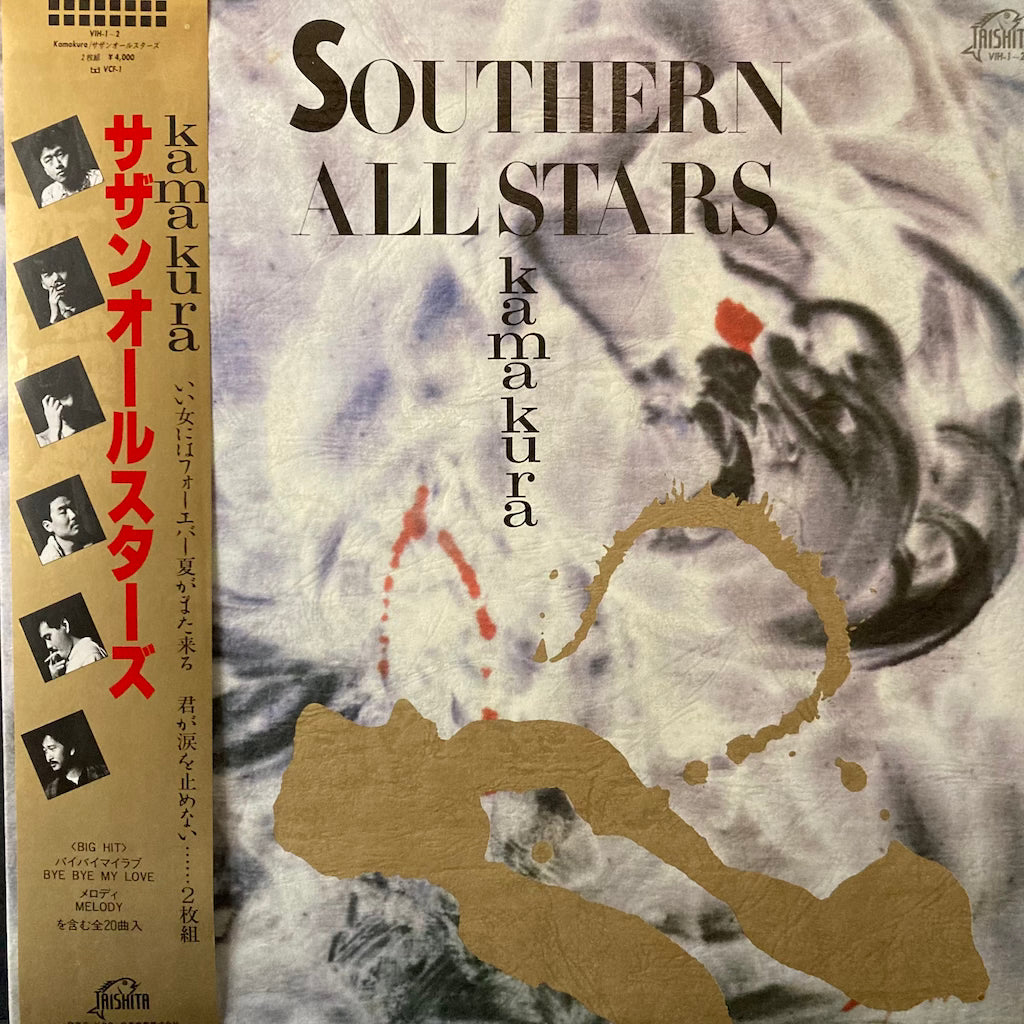 VIH-1~2
Kamakura/サザンオールスターズ
2枚組 ¥4,000
VCF-1
kamakura
サザンオールスターズ
いい女にはフォーエバー夏がまた来る 君が涙を止めない……2枚組
〈BIG HIT〉
バイバイマイラブ
BYE BYE MY LOVE
メロディ
MELODY
を含む全20曲入
TAISHITA
SOUTHERN
ALL STARS
kamakura
TAISHITA
VIH-1~2